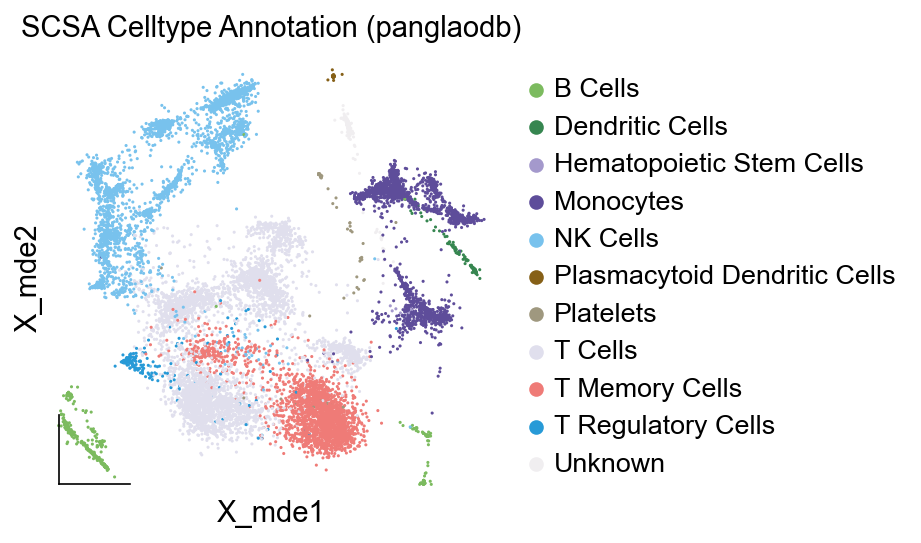 SCSA Celltype Annotation (panglaodb)
X_mde2
X_mde1
B Cells
Dendritic Cells
Hematopoietic Stem Cells
Monocytes
NK Cells
Plasmacytoid Dendritic Cells
Platelets
T Cells
T Memory Cells
T Regulatory Cells
Unknown